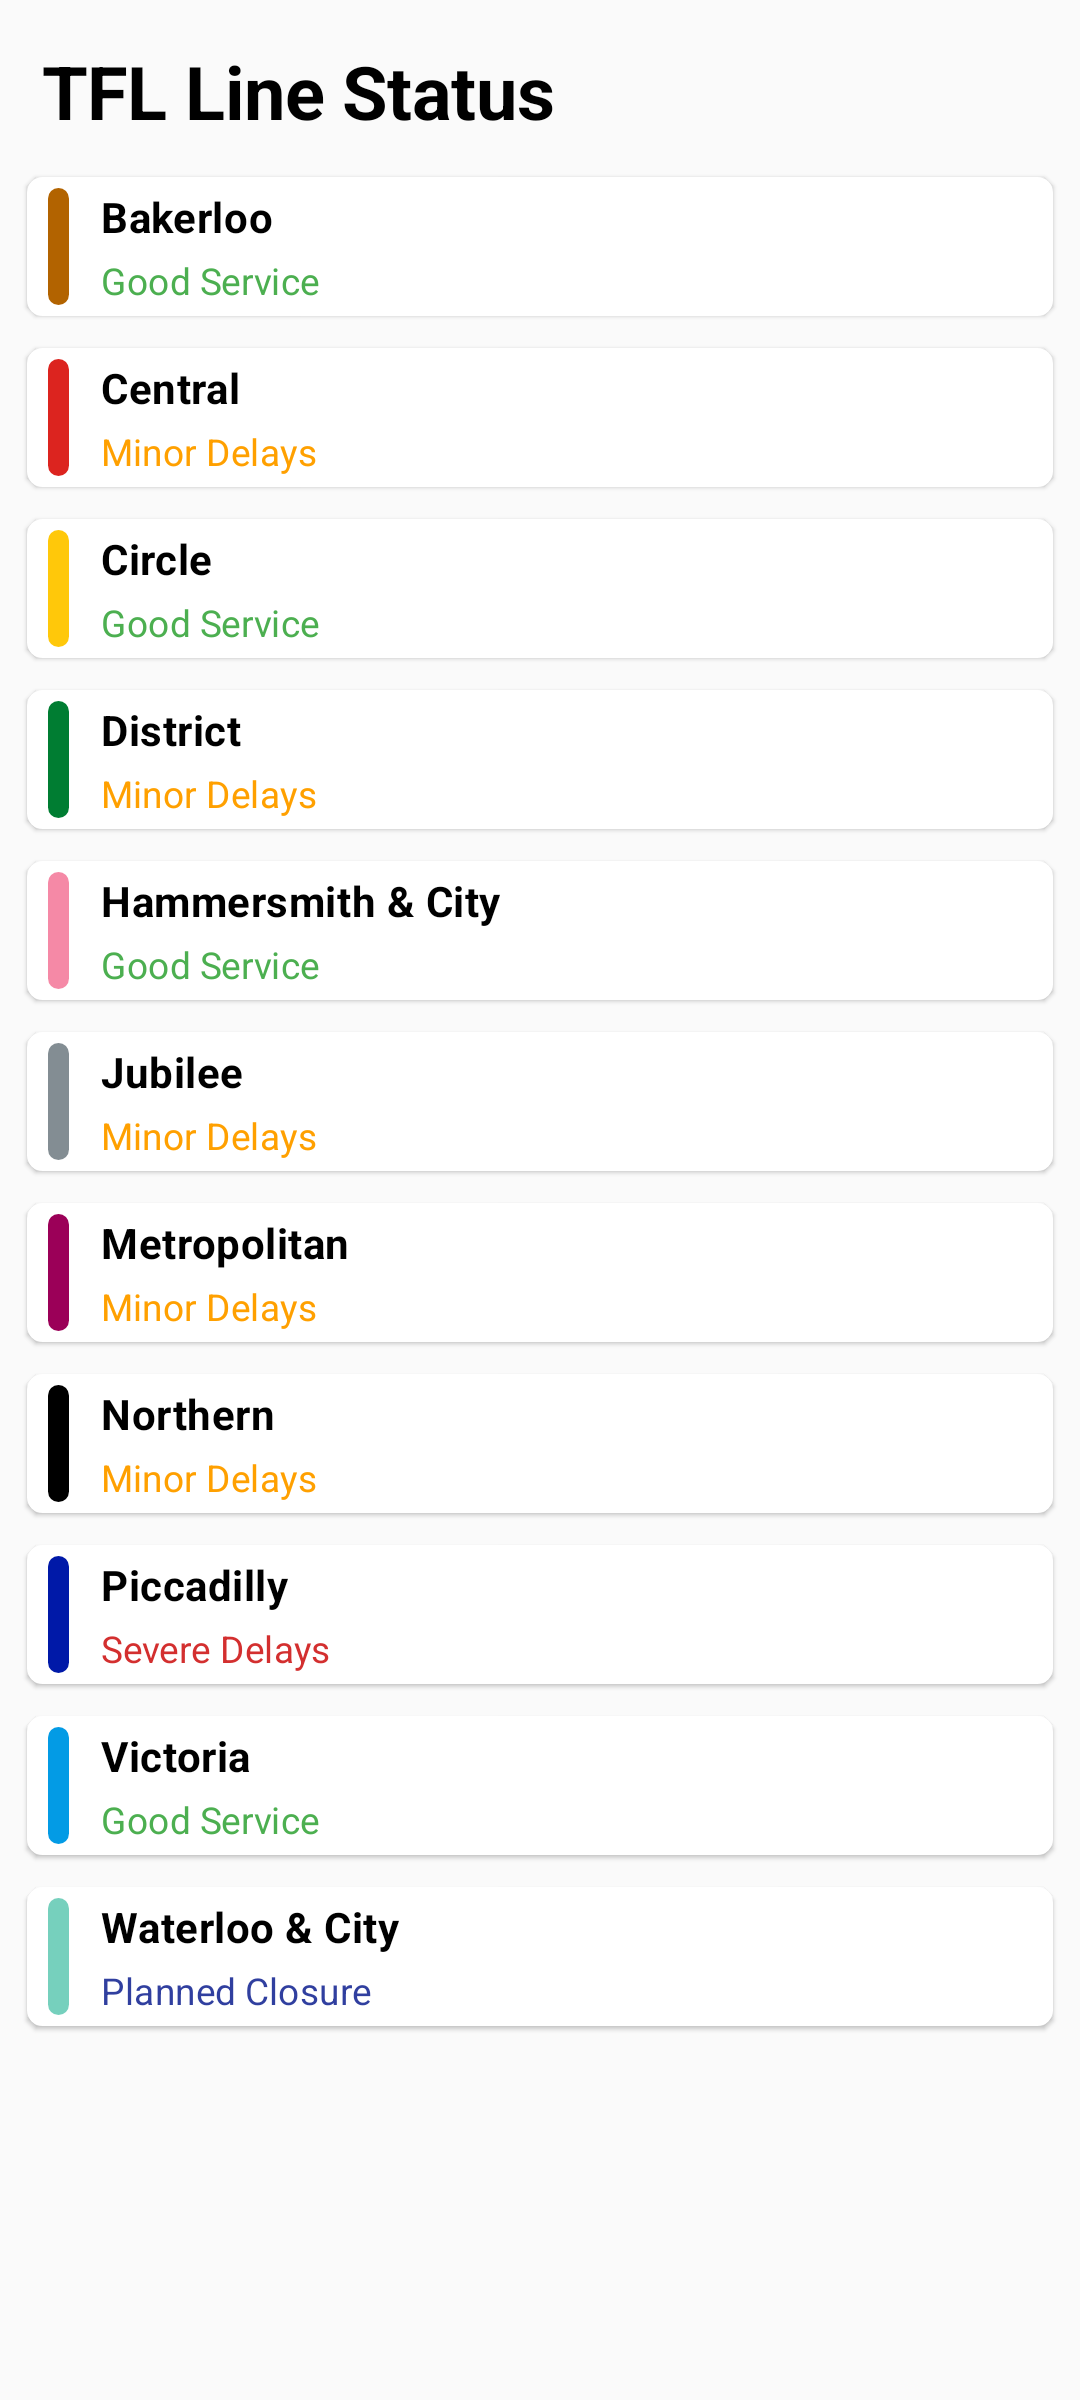 TFL Line Status
Bakerloo
Good Service
Central
Minor Delays
Circle
Good Service
District
Minor Delays
Hammersmith & City
Good Service
Jubilee
Minor Delays
Metropolitan
Minor Delays
Northern
Minor Delays
Piccadilly
Severe Delays
Victoria
Good Service
Waterloo & City
Planned Closure